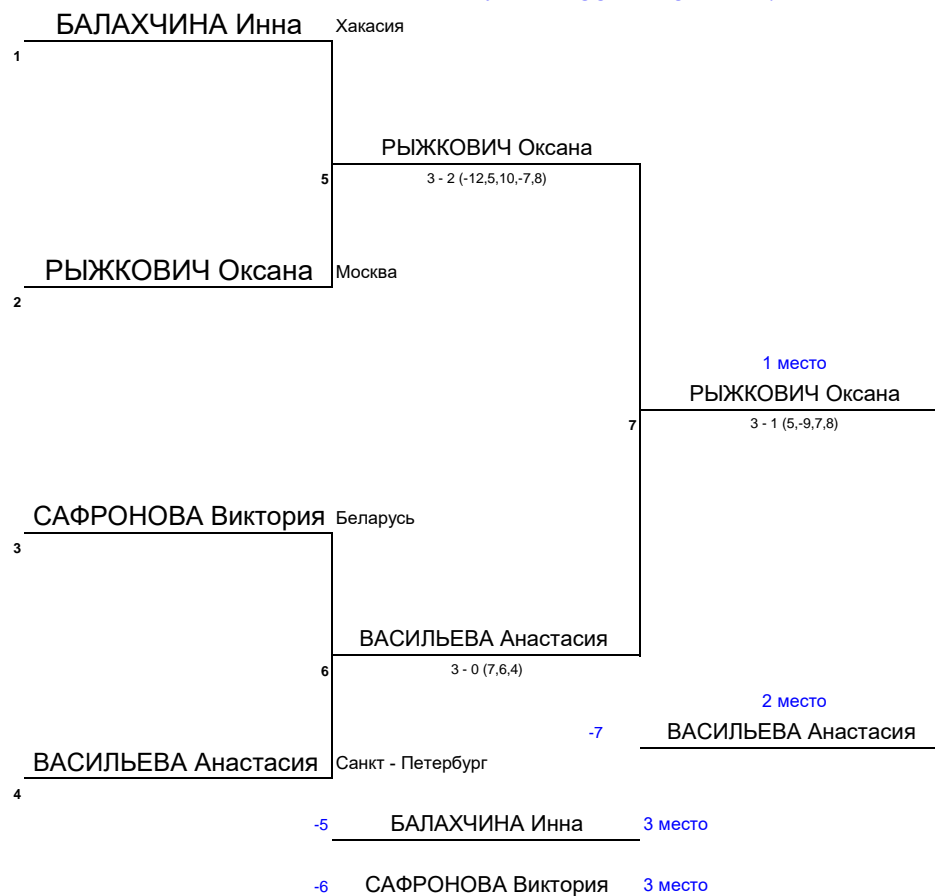 БАЛАХЧИНА Инна Хакасия
1
РЫЖКОВИЧ Оксана
5 3 - 2 (-12,5,10,-7,8)
РЫЖКОВИЧ Оксана Москва
2
1 место
РЫЖКОВИЧ Оксана
7 3 - 1 (5,-9,7,8)
САФРОНОВА Виктория Беларусь
3
ВАСИЛЬЕВА Анастасия
6 3 - 0 (7,6,4)
2 место
-7 ВАСИЛЬЕВА Анастасия
ВАСИЛЬЕВА Анастасия Санкт - Петербург
4
-5 БАЛАХЧИНА Инна 3 место
-6 САФРОНОВА Виктория 3 место